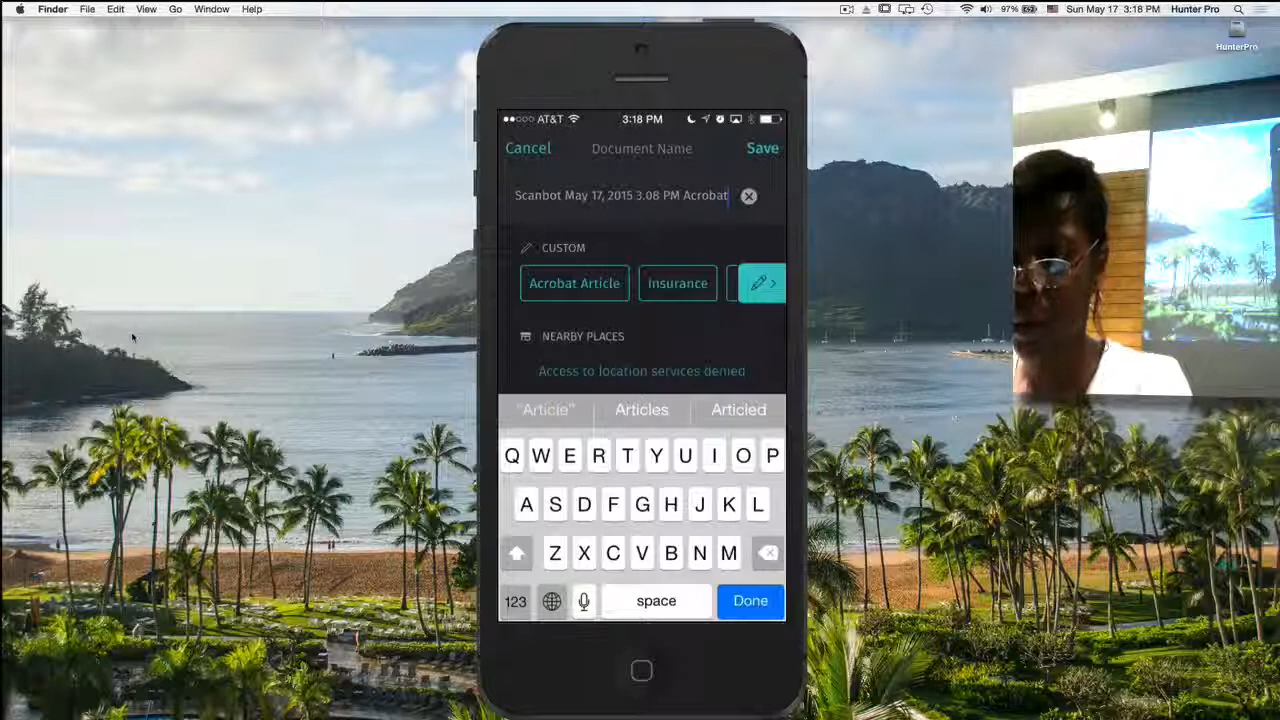 Finder File Edit View Go Window Help 97% Sun May 17 3:18 PM Hunter Pro
HunterPro
AT&T 3:18 PM
Cancel Document Name Save
Scanbot May 17, 2015 3.08 PM Acrobat
CUSTOM
Acrobat Article Insurance
NEARBY PLACES
Access to location services denied
"Article" Articles Articled
Q W E R T Y U I O P
A S D F G H J K L
Z X C V B N M
123 space Done